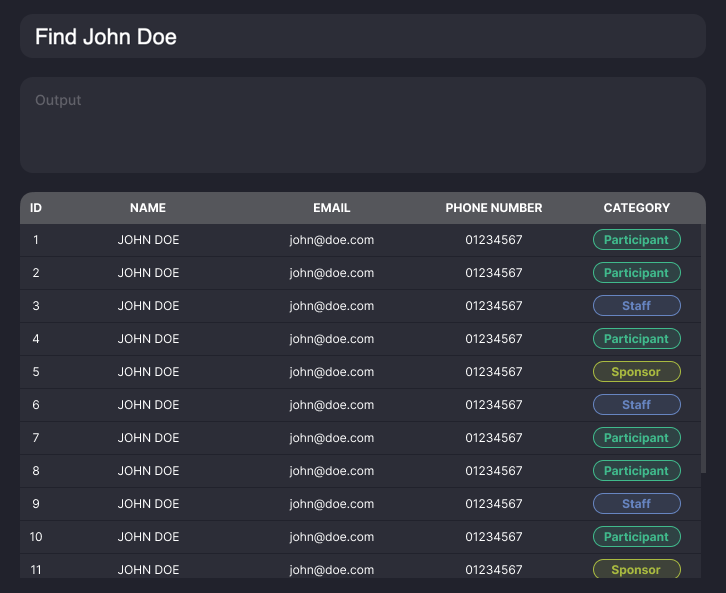 Find John Doe
Output
ID NAME EMAIL PHONE NUMBER CATEGORY
1 JOHN DOE john@doe.com 01234567 Participant
2 JOHN DOE john@doe.com 01234567 Participant
3 JOHN DOE john@doe.com 01234567 Staff
4 JOHN DOE john@doe.com 01234567 Participant
5 JOHN DOE john@doe.com 01234567 Sponsor
6 JOHN DOE john@doe.com 01234567 Staff
7 JOHN DOE john@doe.com 01234567 Participant
8 JOHN DOE john@doe.com 01234567 Participant
9 JOHN DOE john@doe.com 01234567 Staff
10 JOHN DOE john@doe.com 01234567 Participant
11 JOHN DOE john@doe.com 01234567 Sponsor